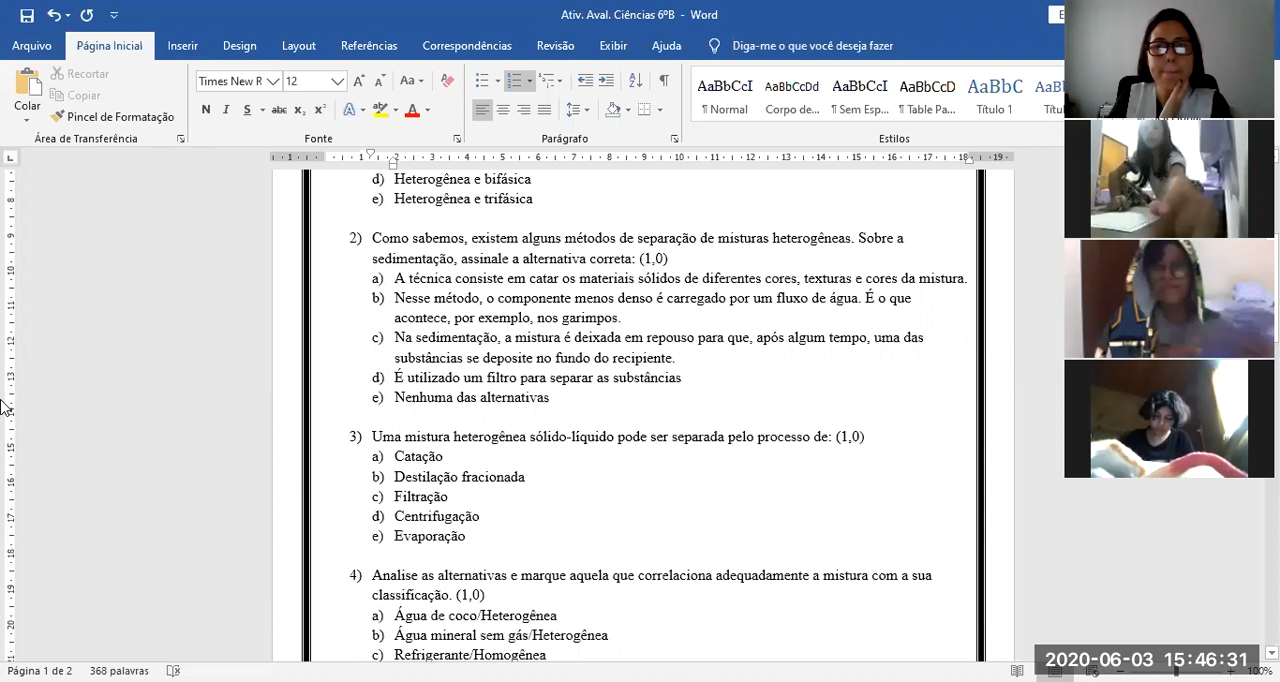 Ativ. Aval. Ciências 6ºB - Word
Arquivo Página Inicial Inserir Design Layout Referências Correspondências Revisão Exibir Ajuda Diga-me o que você deseja fazer
Colar
Recortar
Copiar
Pincel de Formatação
Área de Transferência
Times New R 12
Fonte
Parágrafo
AaBbCcI AaBbCcDd AaBbCcI AaBbCcD AaBbC
¶ Normal Corpo de... ¶ Sem Esp... ¶ Table Pa... Título 1
Estilos
d) Heterogênea e bifásica
e) Heterogênea e trifásica
2) Como sabemos, existem alguns métodos de separação de misturas heterogêneas. Sobre a
sedimentação, assinale a alternativa correta: (1,0)
a) A técnica consiste em catar os materiais sólidos de diferentes cores, texturas e cores da mistura.
b) Nesse método, o componente menos denso é carregado por um fluxo de água. É o que
acontece, por exemplo, nos garimpos.
c) Na sedimentação, a mistura é deixada em repouso para que, após algum tempo, uma das
substâncias se deposite no fundo do recipiente.
d) É utilizado um filtro para separar as substâncias
e) Nenhuma das alternativas
3) Uma mistura heterogênea sólido-líquido pode ser separada pelo processo de: (1,0)
a) Catação
b) Destilação fracionada
c) Filtração
d) Centrifugação
e) Evaporação
4) Analise as alternativas e marque aquela que correlaciona adequadamente a mistura com a sua
classificação. (1,0)
a) Água de coco/Heterogênea
b) Água mineral sem gás/Heterogênea
c) Refrigerante/Homogênea
Página 1 de 2 368 palavras
2020-06-03 15:46:31
100%